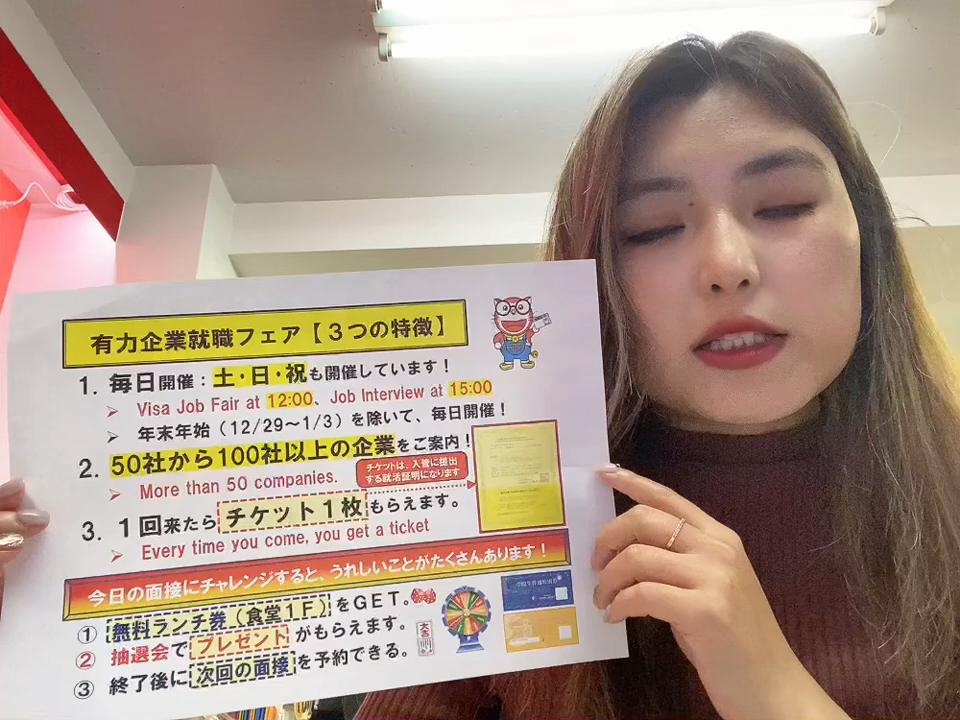 有力企業就職フェア【3つの特徴】
1. 毎日開催：土・日・祝も開催しています！
➢ Visa Job Fair at 12:00、Job Interview at 15:00
➢ 年末年始（12/29～1/3）を除いて、毎日開催！
2. 50社から100社以上の企業をご案内！
➢ More than 50 companies.
チケットは、入管に提出
する就活証明になります
3. 1回来たらチケット1枚もらえます。
➢ Every time you come, you get a ticket
今日の面接にチャレンジすると、うれしいことがたくさんあります！
① 無料ランチ券（食堂1F）をGET。
② 抽選会でプレゼントがもらえます。
③ 終了後に次回の面接を予約できる。
大吉